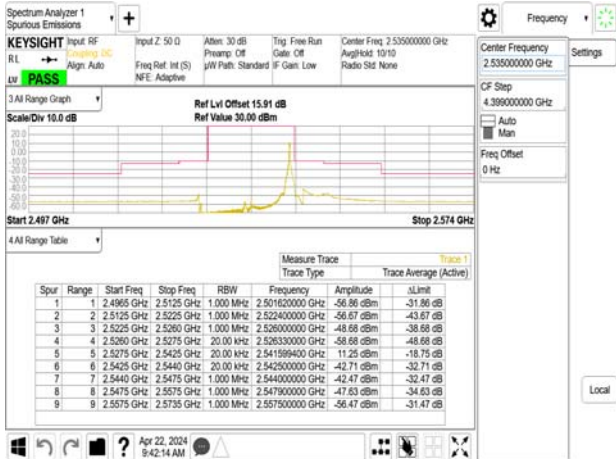 Spectrum Analyzer 1
Spurious Emissions
Frequency
Settings
KEYSIGHT Input: RF Input Z: 50 Ω Atten: 30 dB Trig: Free Run Center Freq: 2.535000000 GHz
RL Coupling: DC Preamp: Off Gate: Off Avg|Hold: 10/10
Align: Auto Freq Ref: Int (S) µW Path: Standard IF Gain: Low Radio Std: None
NFE: Adaptive
LU PASS
Center Frequency
2.535000000 GHz
CF Step
4.399000000 GHz
Auto
Man
Freq Offset
0 Hz
3 All Range Graph
Ref Lvl Offset 15.91 dB
Scale/Div 10.0 dB Ref Value 30.00 dBm
20.0
10.0
0.00
-10.0
-20.0
-30.0
-40.0
-50.0
-60.0
Start 2.497 GHz Stop 2.574 GHz
4 All Range Table
Measure Trace Trace 1
Trace Type Trace Average (Active)
Spur Range Start Freq Stop Freq RBW Frequency Amplitude ΔLimit
1 1 2.4965 GHz 2.5125 GHz 1.000 MHz 2.501620000 GHz -56.86 dBm -31.86 dB
2 2 2.5125 GHz 2.5225 GHz 1.000 MHz 2.522400000 GHz -56.67 dBm -43.67 dB
3 3 2.5225 GHz 2.5260 GHz 1.000 MHz 2.526000000 GHz -48.68 dBm -38.68 dB
4 4 2.5260 GHz 2.5275 GHz 20.00 kHz 2.526330000 GHz -58.68 dBm -48.68 dB
5 5 2.5275 GHz 2.5425 GHz 20.00 kHz 2.541599400 GHz 11.25 dBm -18.75 dB
6 6 2.5425 GHz 2.5440 GHz 20.00 kHz 2.542500000 GHz -42.71 dBm -32.71 dB
7 7 2.5440 GHz 2.5475 GHz 1.000 MHz 2.544000000 GHz -42.47 dBm -32.47 dB
8 8 2.5475 GHz 2.5575 GHz 1.000 MHz 2.547900000 GHz -47.63 dBm -34.63 dB
9 9 2.5575 GHz 2.5735 GHz 1.000 MHz 2.557500000 GHz -56.47 dBm -31.47 dB
Local
Apr 22, 2024
9:42:14 AM